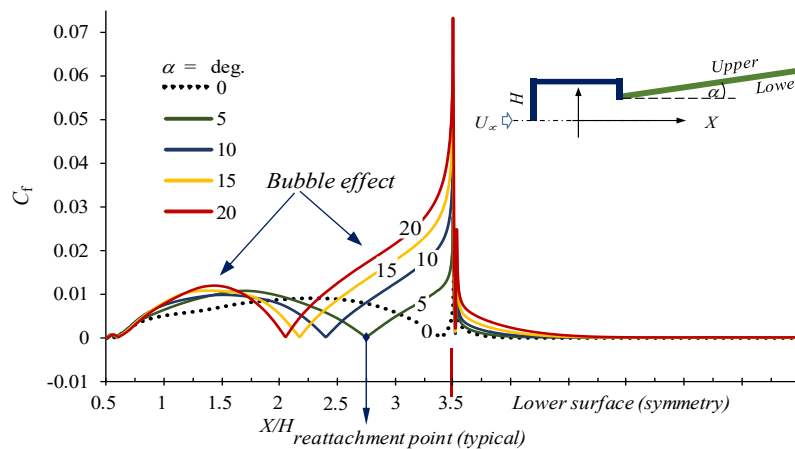 0.07
0.06
0.05
0.04
0.03
0.02
0.01
0
-0.01
C_f
α = deg.
0
5
10
15
20
Bubble effect
20
15
10
5
0
Upper
Lowe
α
H
U∞
X
0.5 1 1.5 2 2.5 3 3.5
Lower surface (symmetry)
X/H
reattachment point (typical)